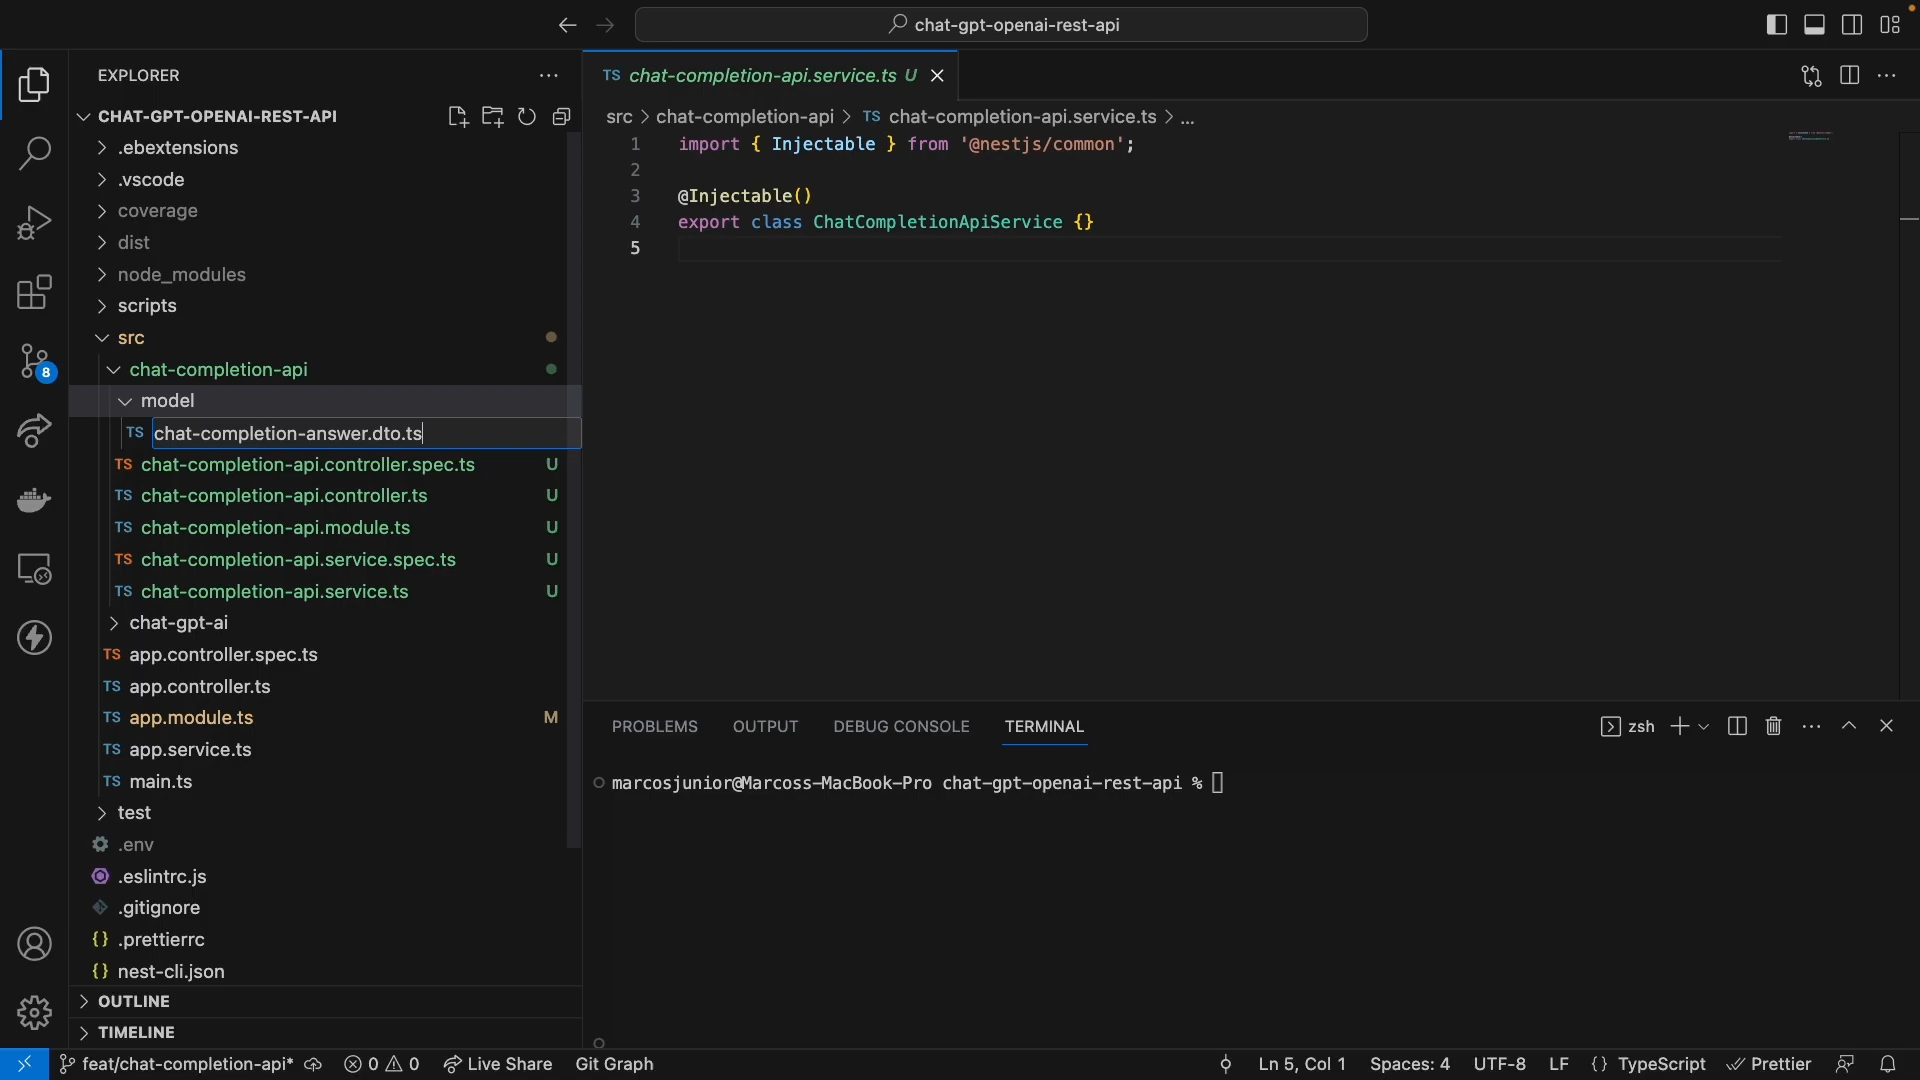 chat-gpt-openai-rest-api
EXPLORER
CHAT-GPT-OPENAI-REST-API
.ebextensions
.vscode
coverage
dist
node_modules
scripts
src
chat-completion-api
model
TS chat-completion-answer.dto.ts
TS chat-completion-api.controller.spec.ts U
TS chat-completion-api.controller.ts U
TS chat-completion-api.module.ts U
TS chat-completion-api.service.spec.ts U
TS chat-completion-api.service.ts U
chat-gpt-ai
TS app.controller.spec.ts
TS app.controller.ts
TS app.module.ts M
TS app.service.ts
TS main.ts
test
.env
.eslintrc.js
.gitignore
{} .prettierrc
{} nest-cli.json
OUTLINE
TIMELINE
8
TS chat-completion-api.service.ts U
src > chat-completion-api > TS chat-completion-api.service.ts > ...
1 import { Injectable } from '@nestjs/common';
2
3 @Injectable()
4 export class ChatCompletionApiService {}
5
PROBLEMS OUTPUT DEBUG CONSOLE TERMINAL
zsh
marcosjunior@Marcoss-MacBook-Pro chat-gpt-openai-rest-api %
feat/chat-completion-api* 0 0 Live Share Git Graph
Ln 5, Col 1 Spaces: 4 UTF-8 LF {} TypeScript Prettier